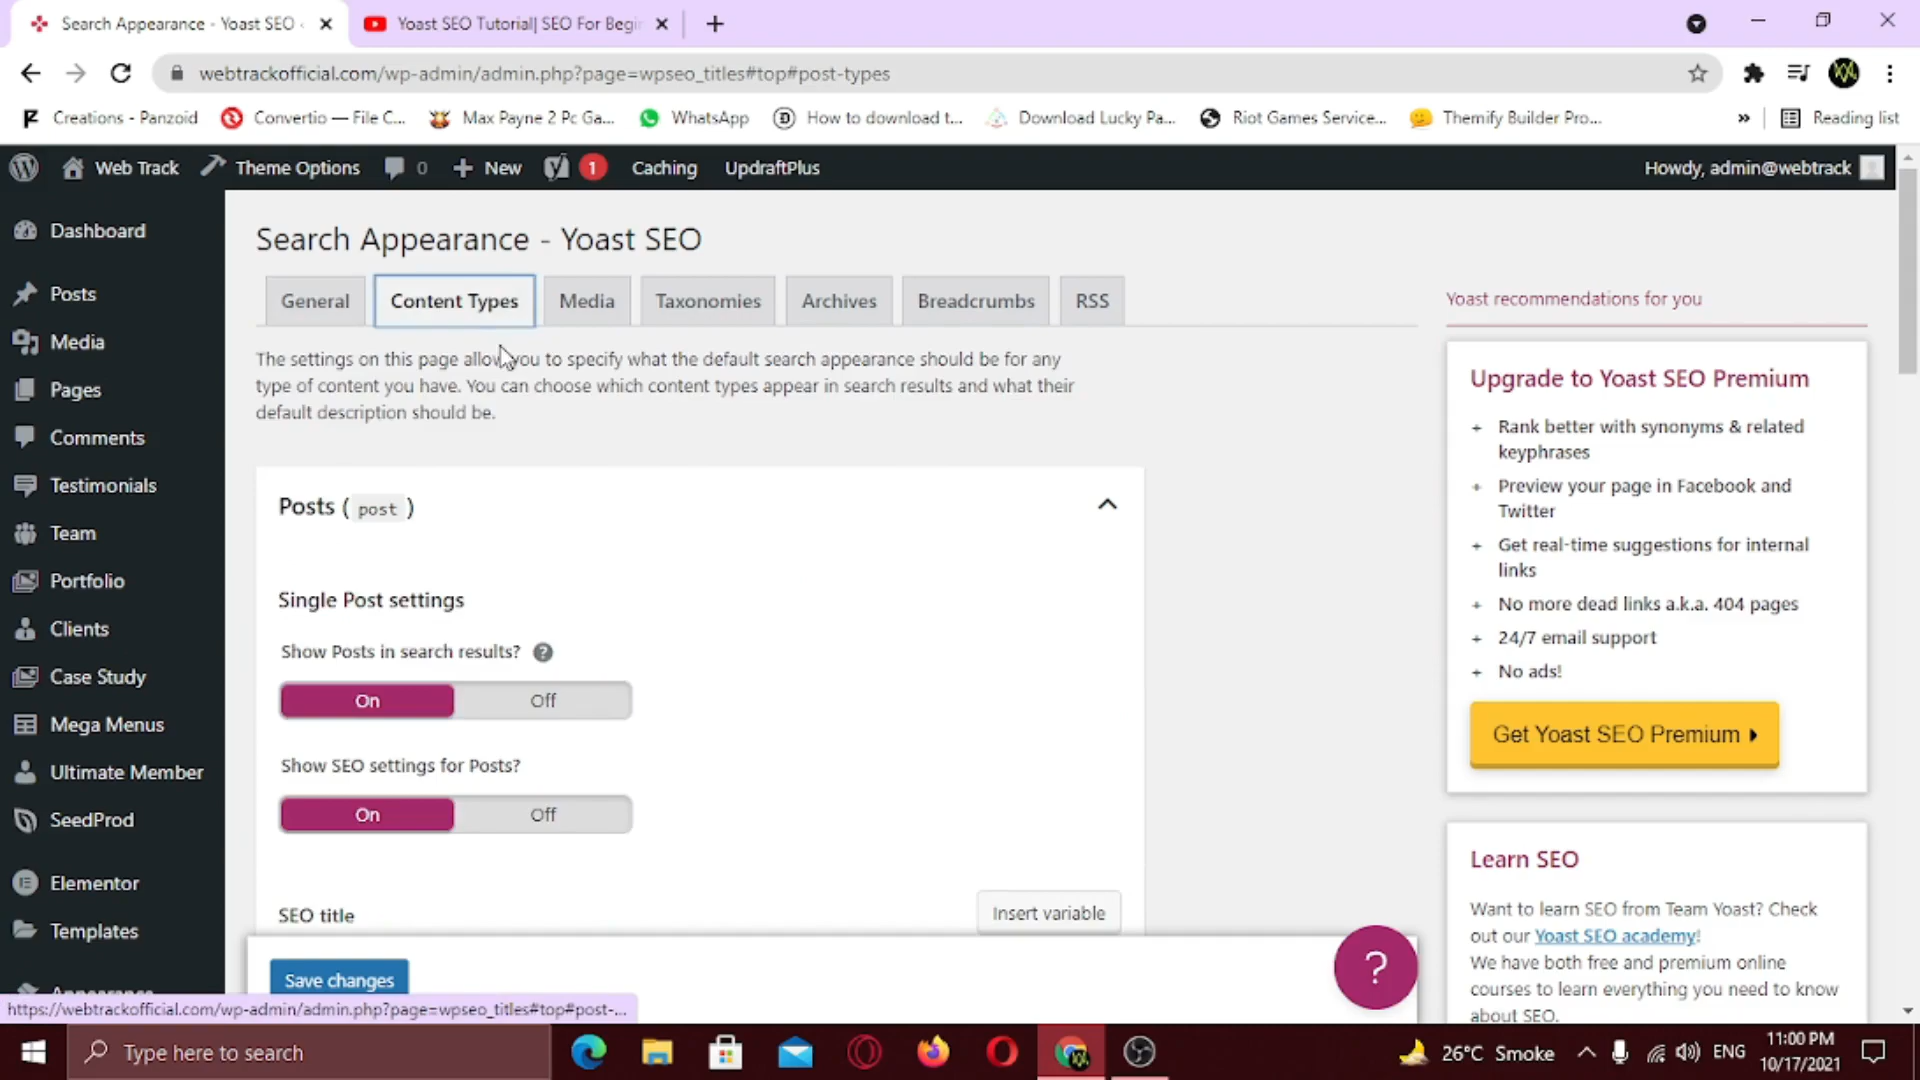 Search Appearance - Yoast SEO
Yoast SEO Tutorial| SEO For Begi
webtrackofficial.com/wp-admin/admin.php?page=wpseo_titles#top#post-types
Creations - Panzoid
Convertio — File C...
Max Payne 2 Pc Ga...
WhatsApp
How to download t...
Download Lucky Pa...
Riot Games Service...
Themify Builder Pro...
»
Reading list
Web Track
Theme Options
0
New
1
Caching
UpdraftPlus
Howdy, admin@webtrack
Dashboard
Posts
Media
Pages
Comments
Testimonials
Team
Portfolio
Clients
Case Study
Mega Menus
Ultimate Member
SeedProd
Elementor
Templates
Appearance
Search Appearance - Yoast SEO
General
Content Types
Media
Taxonomies
Archives
Breadcrumbs
RSS
The settings on this page allow you to specify what the default search appearance should be for any
type of content you have. You can choose which content types appear in search results and what their
default description should be.
Posts ( post )
Single Post settings
Show Posts in search results?
On
Off
Show SEO settings for Posts?
On
Off
SEO title
Insert variable
Save changes
?
Yoast recommendations for you
Upgrade to Yoast SEO Premium
+ Rank better with synonyms & related
keyphrases
+ Preview your page in Facebook and
Twitter
+ Get real-time suggestions for internal
links
+ No more dead links a.k.a. 404 pages
+ 24/7 email support
+ No ads!
Get Yoast SEO Premium
Learn SEO
Want to learn SEO from Team Yoast? Check
out our Yoast SEO academy!
We have both free and premium online
courses to learn everything you need to know
about SEO.
https://webtrackofficial.com/wp-admin/admin.php?page=wpseo_titles#top#post-...
Type here to search
26°C Smoke
ENG
11:00 PM
10/17/2021